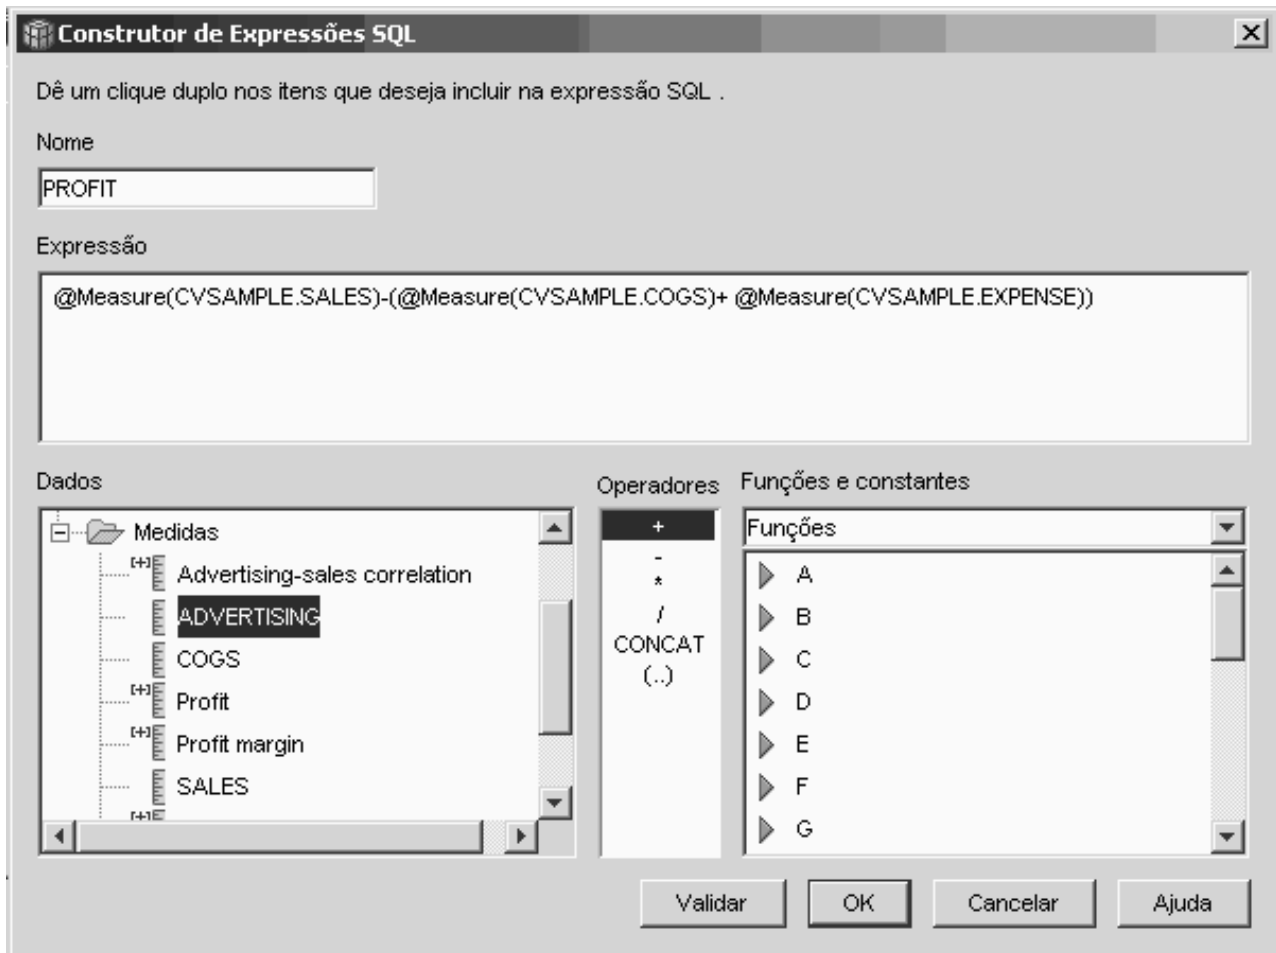 Construtor de Expressões SQL
Dê um clique duplo nos itens que deseja incluir na expressão SQL .
Nome
PROFIT
Expressão
@Measure(CVSAMPLE.SALES)-(@Measure(CVSAMPLE.COGS)+ @Measure(CVSAMPLE.EXPENSE))
Dados
Medidas
[+] Advertising-sales correlation
ADVERTISING
COGS
[+] Profit
[+] Profit margin
SALES
[+]
Operadores
+
-
*
/
CONCAT
(..)
Funções e constantes
Funções
A
B
C
D
E
F
G
Validar
OK
Cancelar
Ajuda